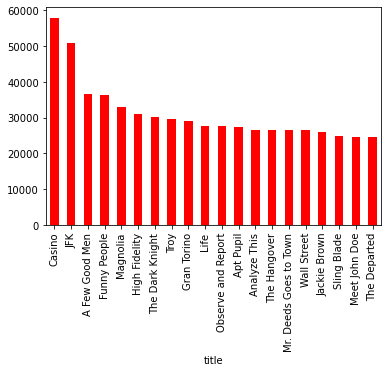 60000
50000
40000
30000
20000
10000
0
Casino
JFK
A Few Good Men
Funny People
Magnolia
High Fidelity
The Dark Knight
Troy
Gran Torino
Life
Observe and Report
Apt Pupil
Analyze This
The Hangover
Mr. Deeds Goes to Town
Wall Street
Jackie Brown
Sling Blade
Meet John Doe
The Departed
title